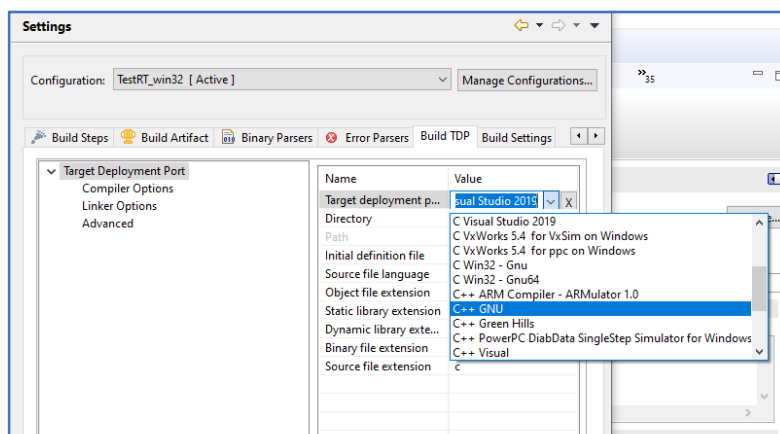 Settings
Configuration: TestRT_win32 [ Active ] Manage Configurations...
»35
Build Steps Build Artifact Binary Parsers Error Parsers Build TDP Build Settings
Target Deployment Port
Compiler Options
Linker Options
Advanced
Name Value
Target deployment p... sual Studio 2019 X
Directory
Path
Initial definition file
Source file language
Object file extension
Static library extension
Dynamic library exte...
Binary file extension
Source file extension c
C Visual Studio 2019
C VxWorks 5.4 for VxSim on Windows
C VxWorks 5.4 for ppc on Windows
C Win32 - Gnu
C Win32 - Gnu64
C++ ARM Compiler - ARMulator 1.0
C++ GNU
C++ Green Hills
C++ PowerPC DiabData SingleStep Simulator for Windows
C++ Visual